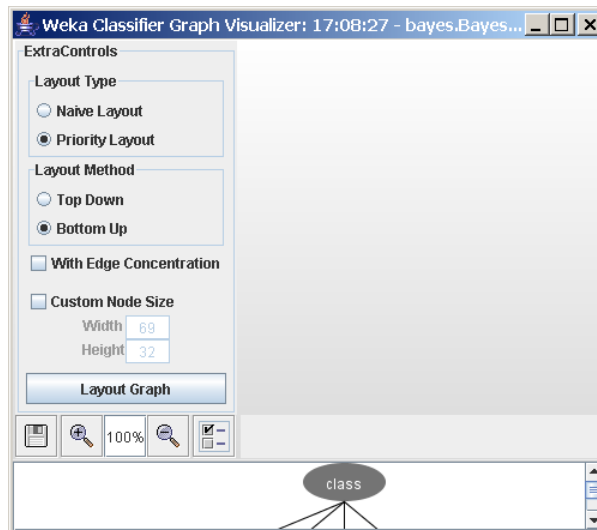 Weka Classifier Graph Visualizer: 17:08:27 - bayes.Bayes...
ExtraControls
Layout Type
Naive Layout
Priority Layout
Layout Method
Top Down
Bottom Up
With Edge Concentration
Custom Node Size
Width 69
Height 32
Layout Graph
100%
class